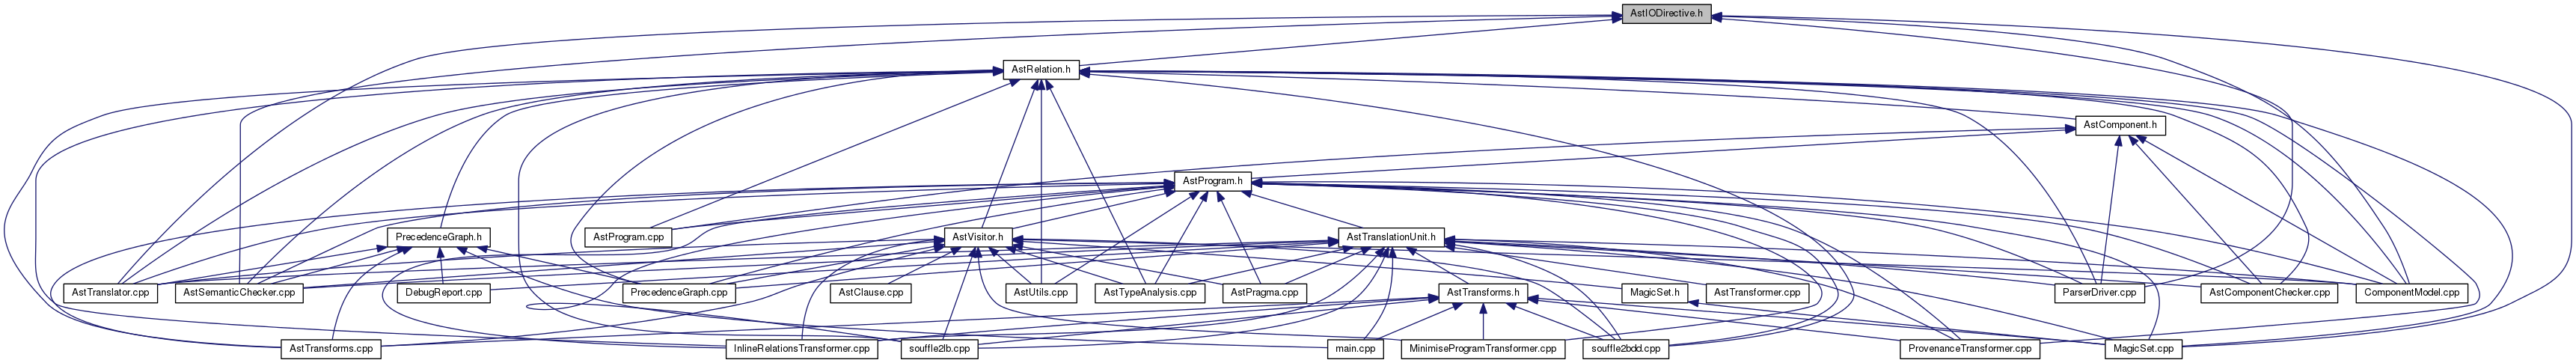 AstIODirective.h
AstRelation.h
AstComponent.h
AstProgram.h
PrecedenceGraph.h
AstProgram.cpp
AstVisitor.h
AstTranslationUnit.h
AstTranslator.cpp
AstSemanticChecker.cpp
DebugReport.cpp
PrecedenceGraph.cpp
AstClause.cpp
AstUtils.cpp
AstTypeAnalysis.cpp
AstPragma.cpp
AstTransforms.h
MagicSet.h
AstTransformer.cpp
ParserDriver.cpp
AstComponentChecker.cpp
ComponentModel.cpp
AstTransforms.cpp
InlineRelationsTransformer.cpp
souffle2lb.cpp
main.cpp
MinimiseProgramTransformer.cpp
souffle2bdd.cpp
ProvenanceTransformer.cpp
MagicSet.cpp